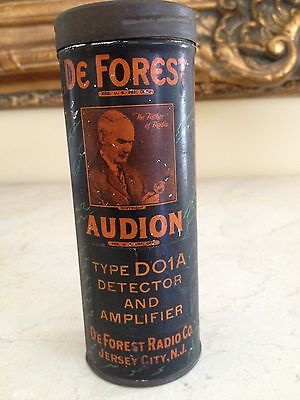 DE FOREST
"The Father
of Radio"
AUDION
TYPE DO1A
DETECTOR
AND
AMPLIFIER
DE FOREST RADIO CO.
JERSEY CITY, N.J.